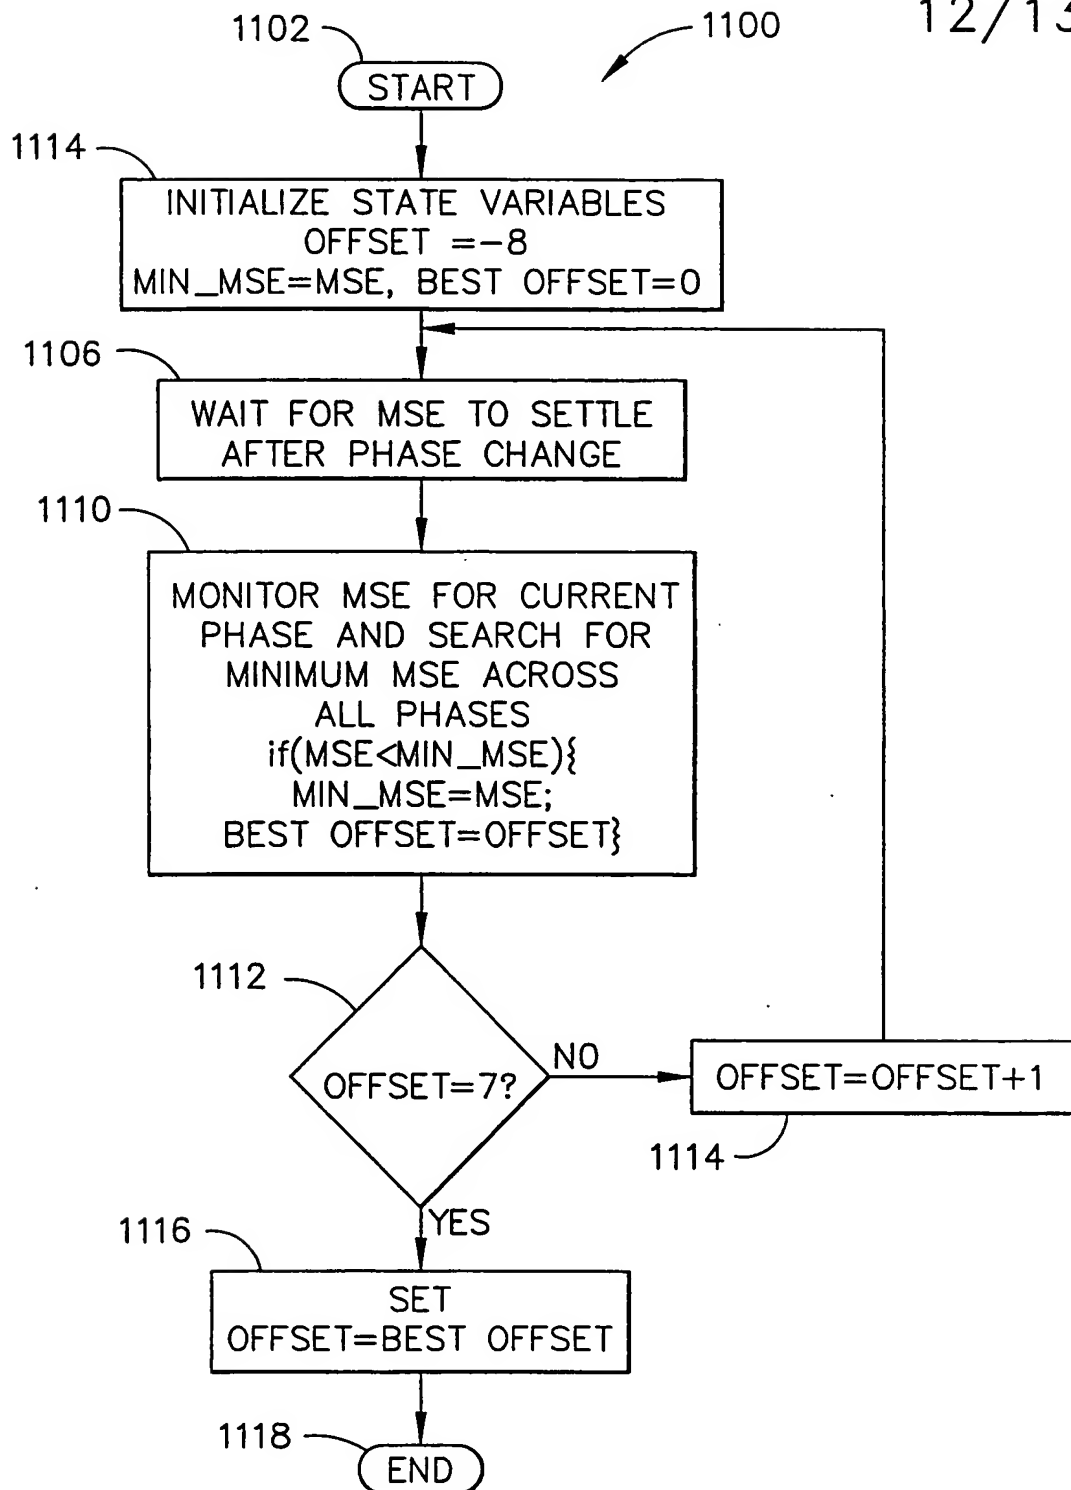 12/13
1102
1100
START
1114
INITIALIZE STATE VARIABLES
OFFSET =-8
MIN_MSE=MSE, BEST OFFSET=0
1106
WAIT FOR MSE TO SETTLE
AFTER PHASE CHANGE
1110
MONITOR MSE FOR CURRENT
PHASE AND SEARCH FOR
MINIMUM MSE ACROSS
ALL PHASES
if(MSE<MIN_MSE){
MIN_MSE=MSE;
BEST OFFSET=OFFSET}
1112
OFFSET=7?
NO
OFFSET=OFFSET+1
1114
YES
1116
SET
OFFSET=BEST OFFSET
1118
END